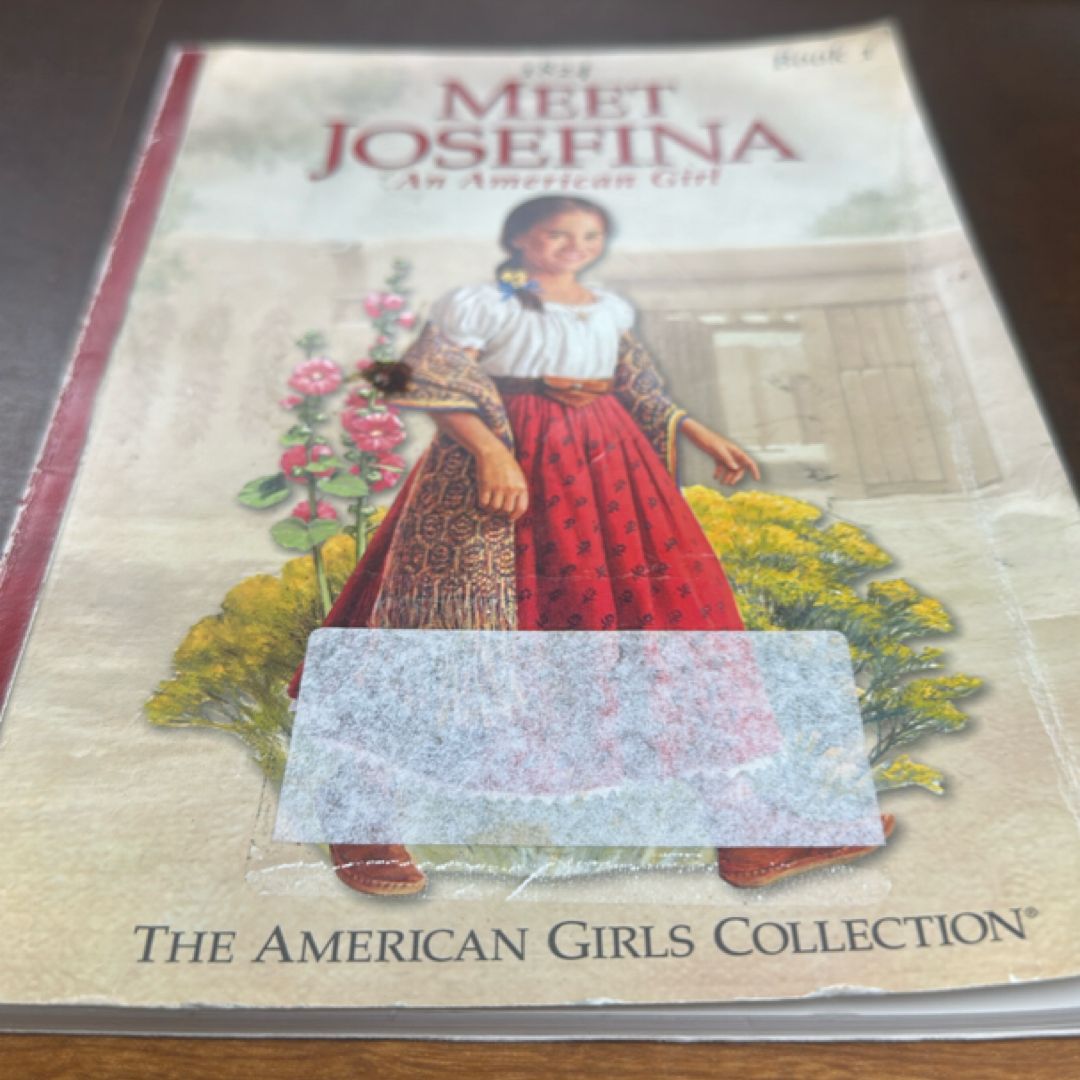 Book 1
MEET
JOSEFINA
An American Girl
THE AMERICAN GIRLS COLLECTION®